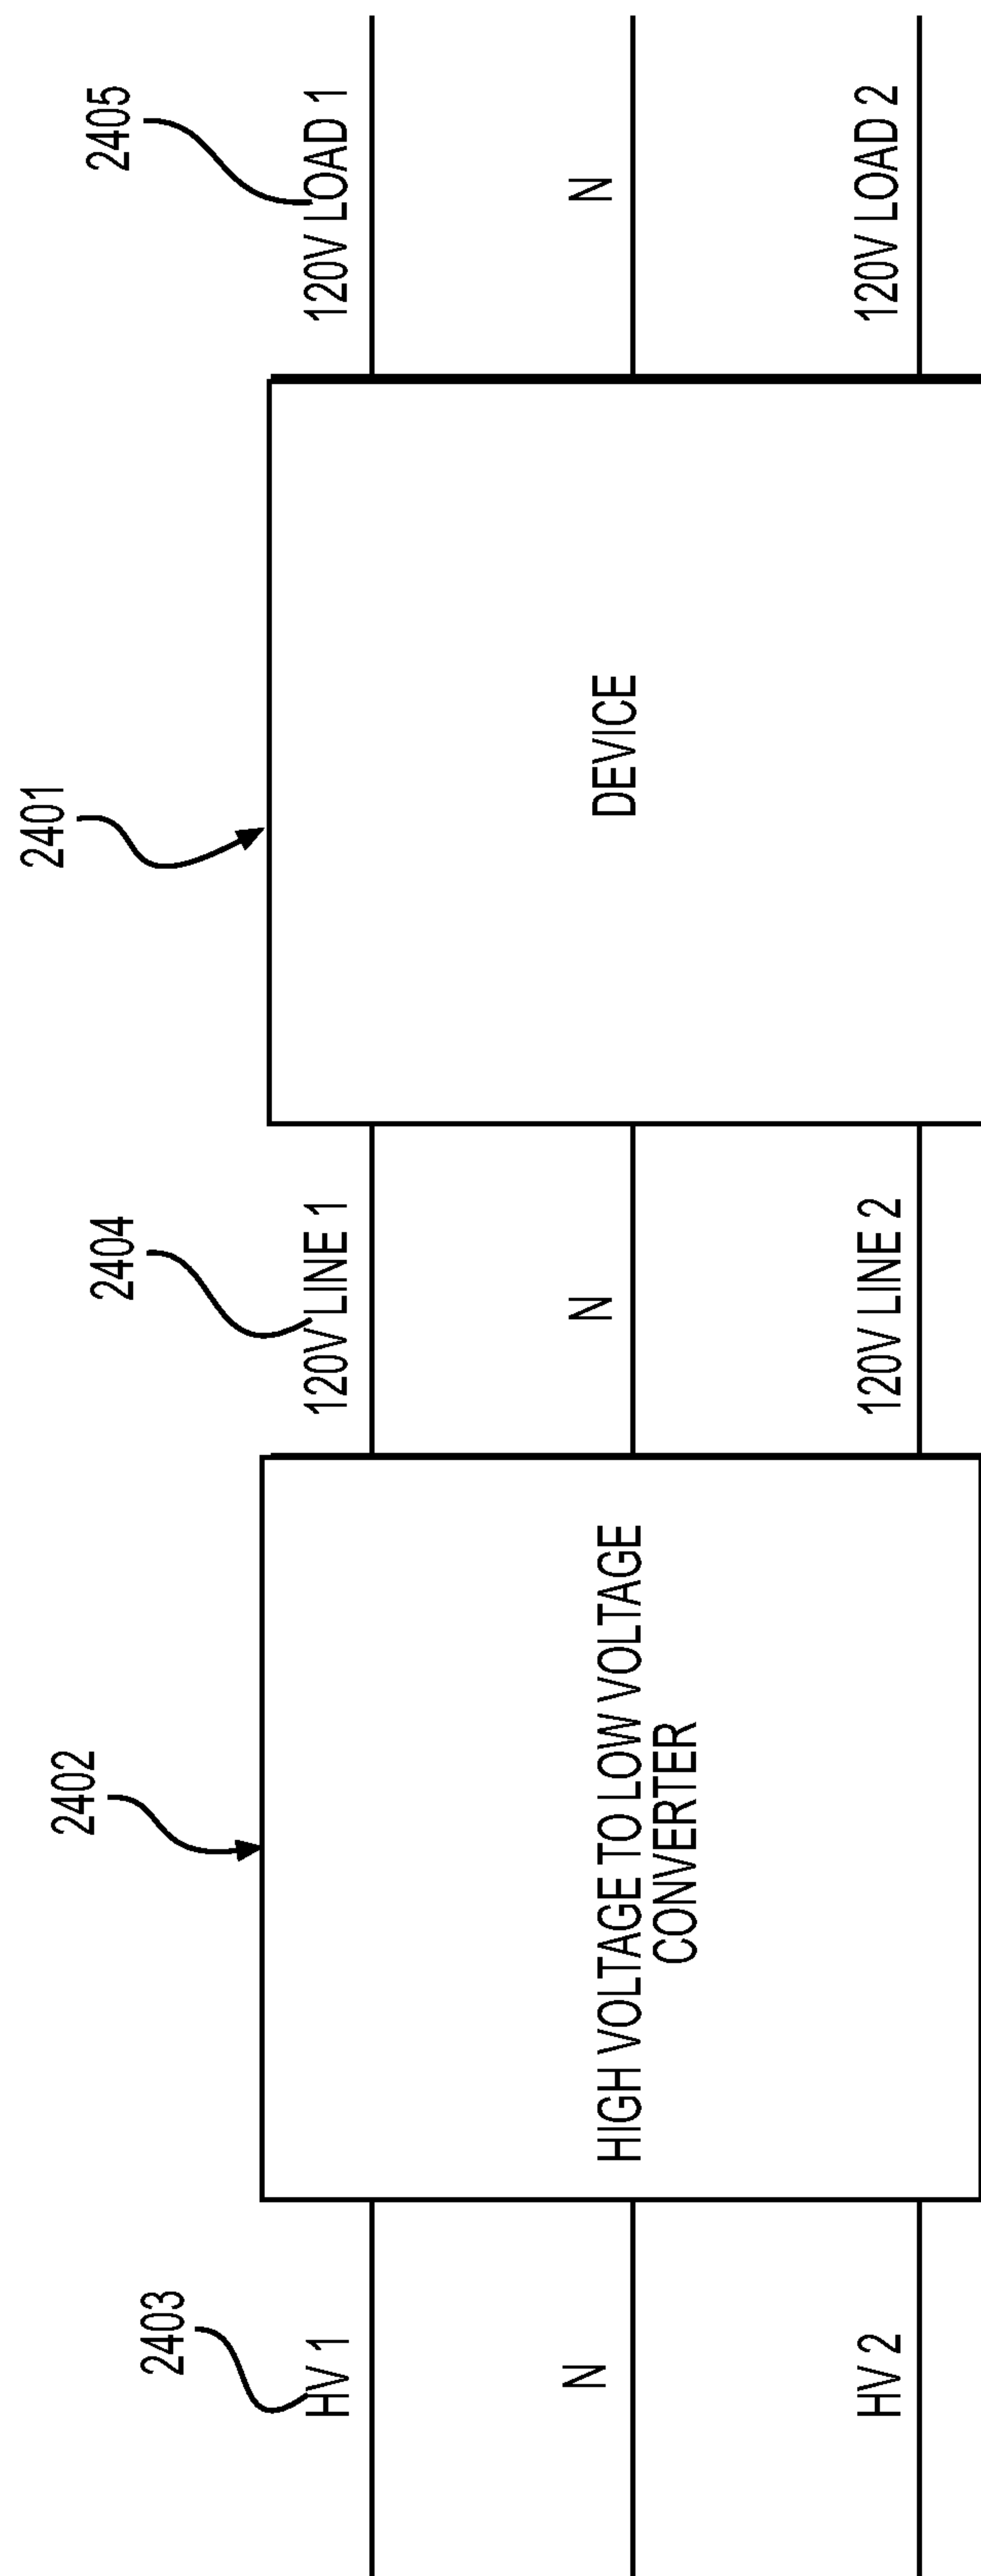 2403
2402
2404
2401
2405
HV 1
120V LINE 1
120V LOAD 1
N
HIGH VOLTAGE TO LOW VOLTAGE
CONVERTER
N
DEVICE
N
HV 2
120V LINE 2
120V LOAD 2